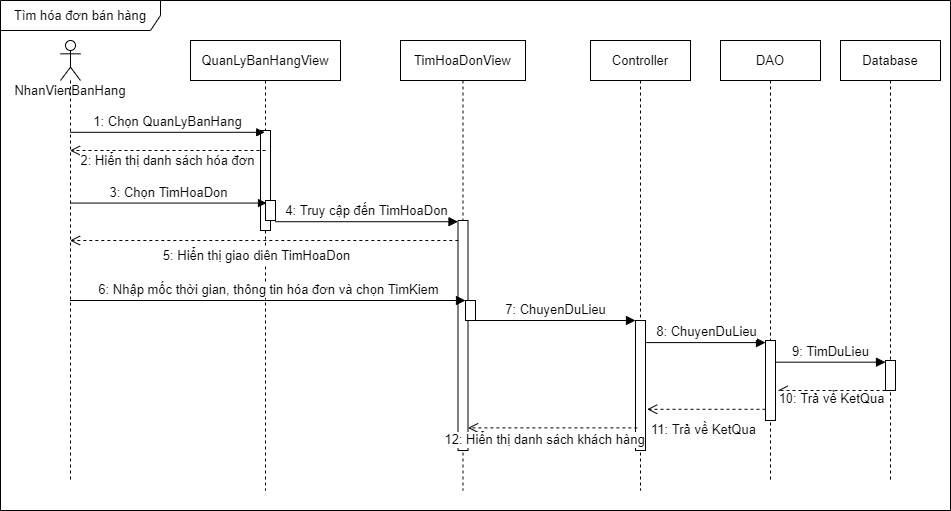 Tìm hóa đơn bán hàng
NhanVienBanHang
QuanLyBanHangView
TimHoaDonView
Controller
DAO
Database
1: Chọn QuanLyBanHang
2: Hiển thị danh sách hóa đơn
3: Chọn TimHoaDon
4: Truy cập đến TimHoaDon
5: Hiển thị giao diên TimHoaDon
6: Nhập mốc thời gian, thông tin hóa đơn và chọn TimKiem
7: ChuyenDuLieu
8: ChuyenDuLieu
9: TimDuLieu
10: Trả về KetQua
11: Trả về KetQua
12: Hiển thị danh sách khách hàng